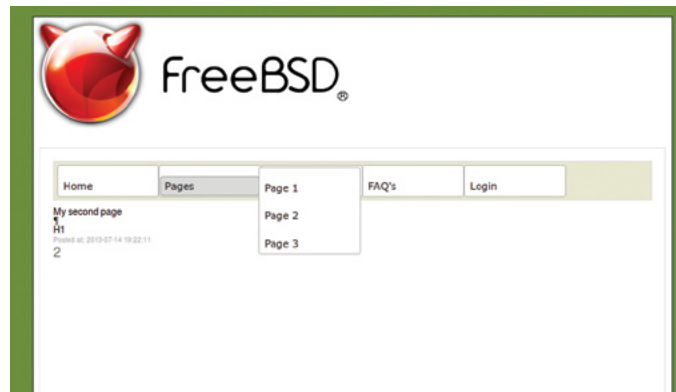 FreeBSD®
Home Pages FAQ's Login
Page 1
Page 2
Page 3
My second page
¶
H1
Posted at: 2013-07-14 19:22:11
2